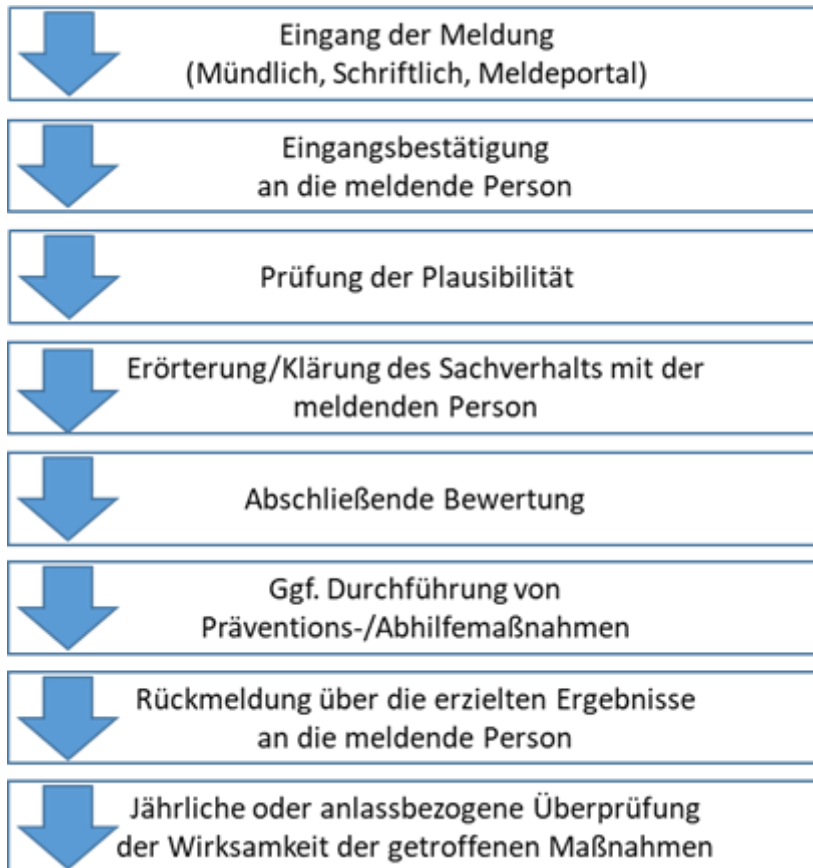 Eingang der Meldung
(Mündlich, Schriftlich, Meldeportal)
Eingangsbestätigung
an die meldende Person
Prüfung der Plausibilität
Erörterung/Klärung des Sachverhalts mit der
meldenden Person
Abschließende Bewertung
Ggf. Durchführung von
Präventions-/Abhilfemaßnahmen
Rückmeldung über die erzielten Ergebnisse
an die meldende Person
Jährliche oder anlassbezogene Überprüfung
der Wirksamkeit der getroffenen Maßnahmen